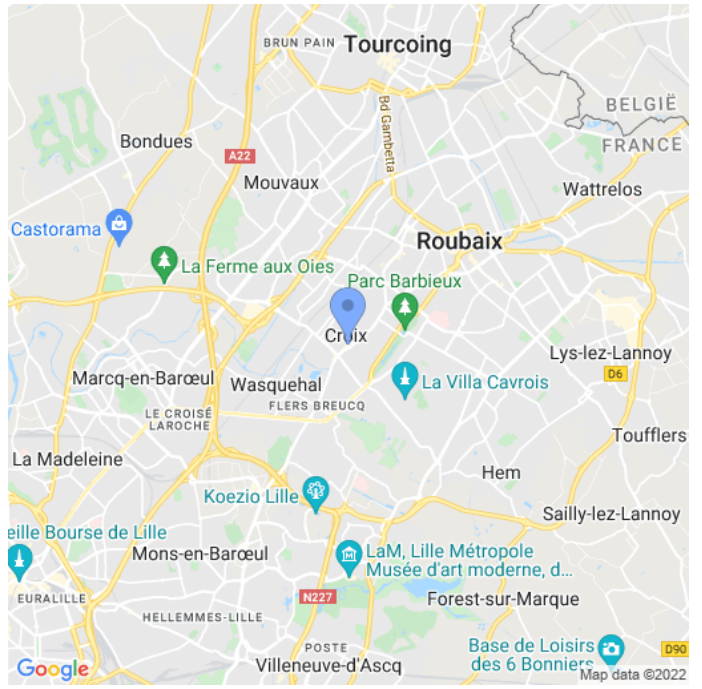 BRUN PAIN
Tourcoing
Bd Gambetta
BELGIË
FRANCE
Bondues
A22
Mouvaux
Wattrelos
Castorama
Roubaix
La Ferme aux Oies
Parc Barbieux
Croix
Lys-lez-Lannoy
D6
Marcq-en-Barœul
Wasquehal
La Villa Cavrois
FLERS BREUCQ
LE CROISÉ
LAROCHE
Toufflers
La Madeleine
Hem
Koezio Lille
Sailly-lez-Lannoy
eille Bourse de Lille
Mons-en-Barœul
LaM, Lille Métropole
Musée d'art moderne, d...
EURALILLE
N227
Forest-sur-Marque
HELLEMMES-LILLE
POSTE
Villeneuve-d'Ascq
Base de Loisirs
des 6 Bonniers
D90
Google
Map data ©2022